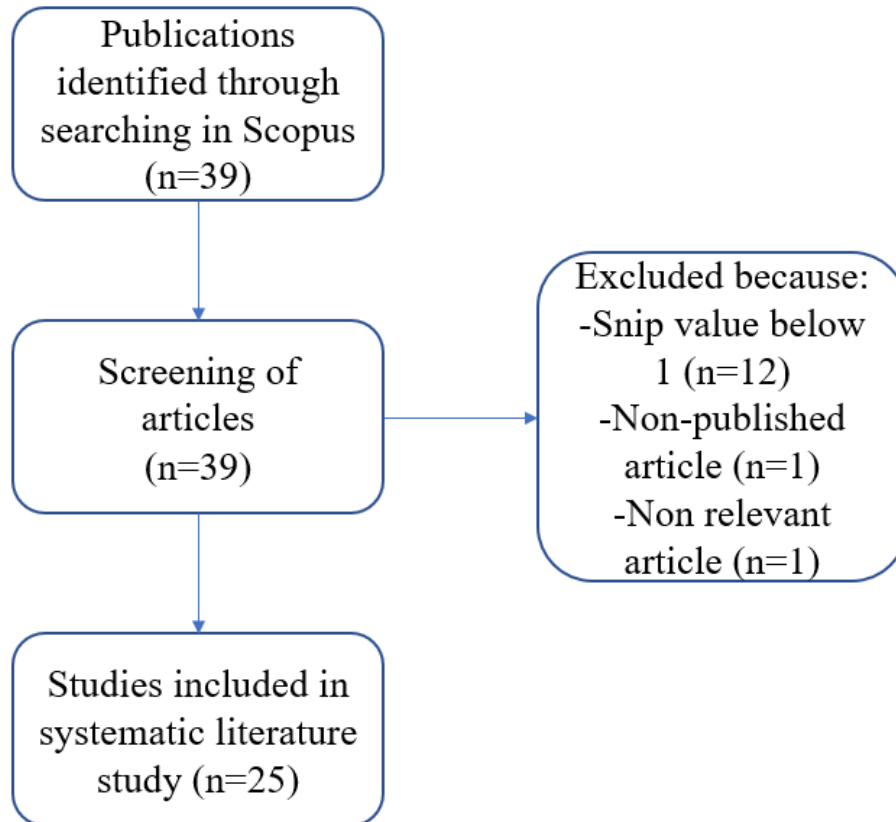 Publications
identified through
searching in Scopus
(n=39)
Screening of
articles
(n=39)
Excluded because:
-Snip value below
1 (n=12)
-Non-published
article (n=1)
-Non relevant
article (n=1)
Studies included in
systematic literature
study (n=25)